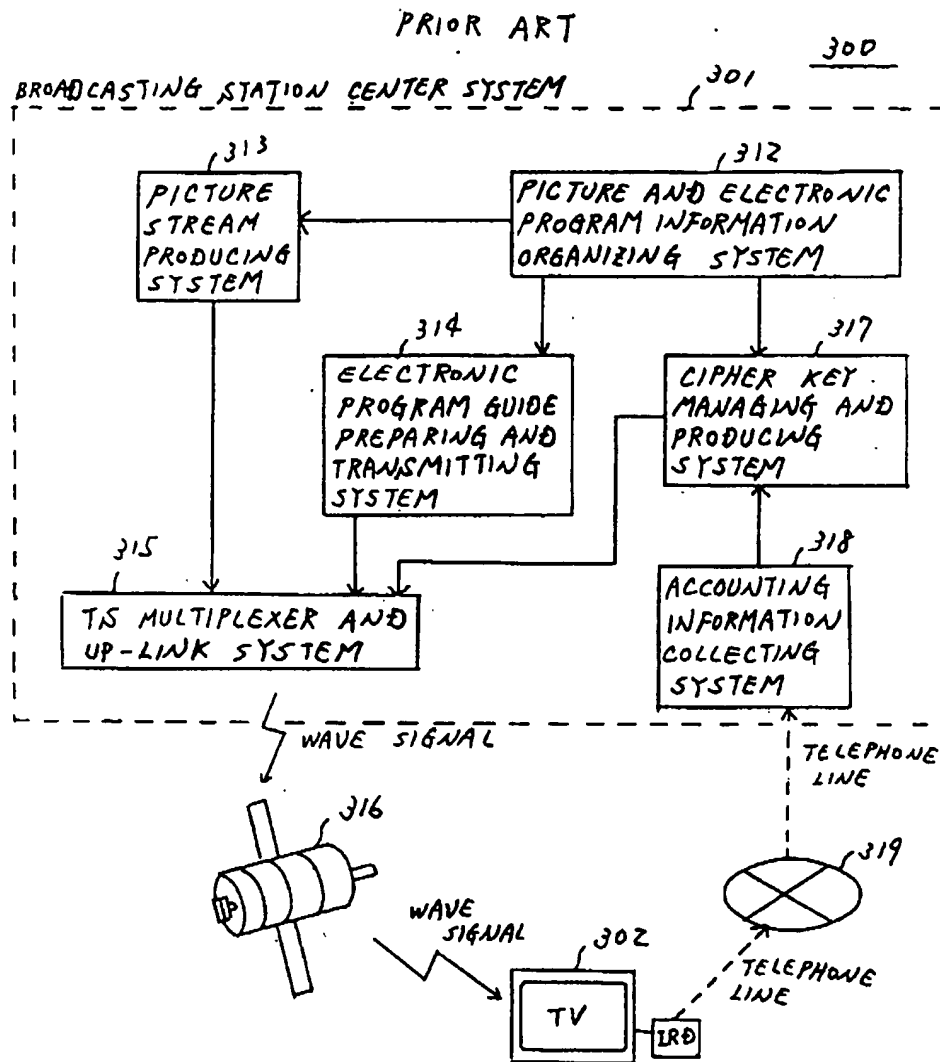 PRIOR ART
300
BROADCASTING STATION CENTER SYSTEM
301
313
PICTURE
STREAM
PRODUCING
SYSTEM
312
PICTURE AND ELECTRONIC
PROGRAM INFORMATION
ORGANIZING SYSTEM
314
ELECTRONIC
PROGRAM GUIDE
PREPARING AND
TRANSMITTING
SYSTEM
317
CIPHER KEY
MANAGING AND
PRODUCING
SYSTEM
315
TS MULTIPLEXER AND
UP-LINK SYSTEM
318
ACCOUNTING
INFORMATION
COLLECTING
SYSTEM
WAVE SIGNAL
TELEPHONE
LINE
316
319
WAVE
SIGNAL
302
TV
IRD
TELEPHONE
LINE